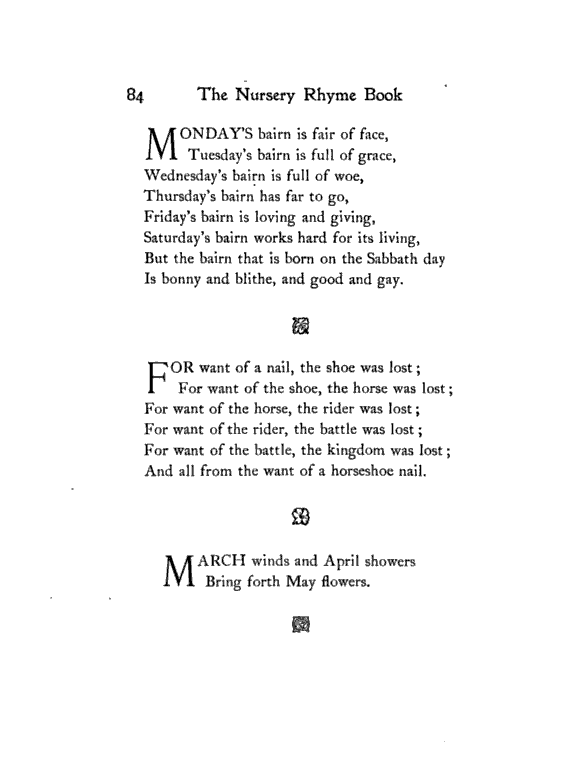 84 The Nursery Rhyme Book
MONDAY'S bairn is fair of face,
Tuesday's bairn is full of grace,
Wednesday's bairn is full of woe,
Thursday's bairn has far to go,
Friday's bairn is loving and giving,
Saturday's bairn works hard for its living,
But the bairn that is born on the Sabbath day
Is bonny and blithe, and good and gay.
FOR want of a nail, the shoe was lost ;
For want of the shoe, the horse was lost ;
For want of the horse, the rider was lost ;
For want of the rider, the battle was lost ;
For want of the battle, the kingdom was lost ;
And all from the want of a horseshoe nail.
MARCH winds and April showers
Bring forth May flowers.